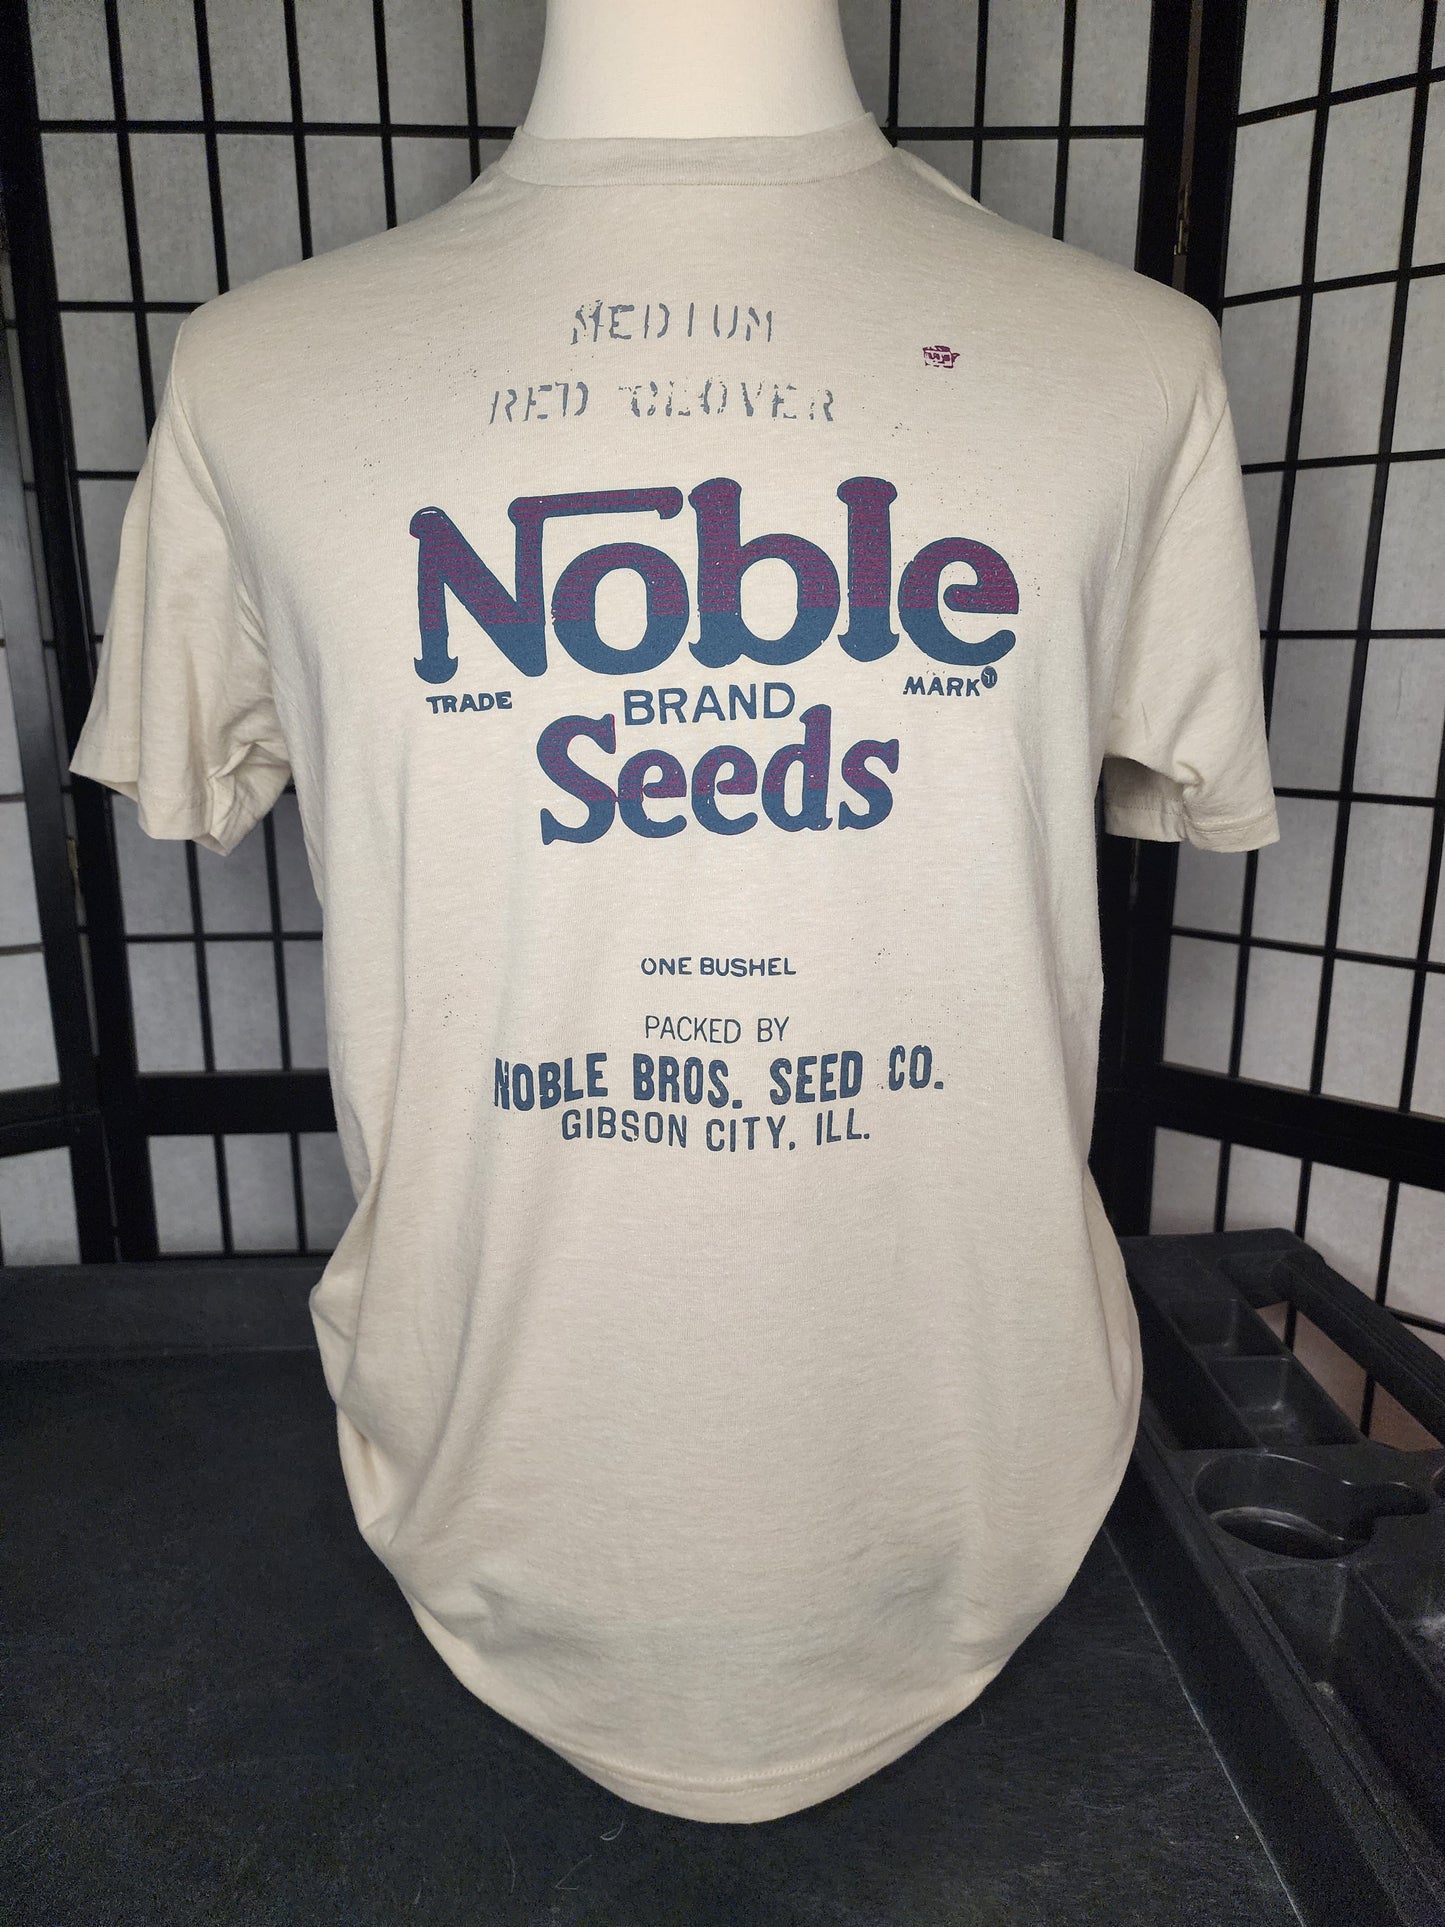 MEDIUM
RED CLOVER
Noble
TRADE BRAND MARK
Seeds
ONE BUSHEL
PACKED BY
NOBLE BROS. SEED CO.
GIBSON CITY, ILL.